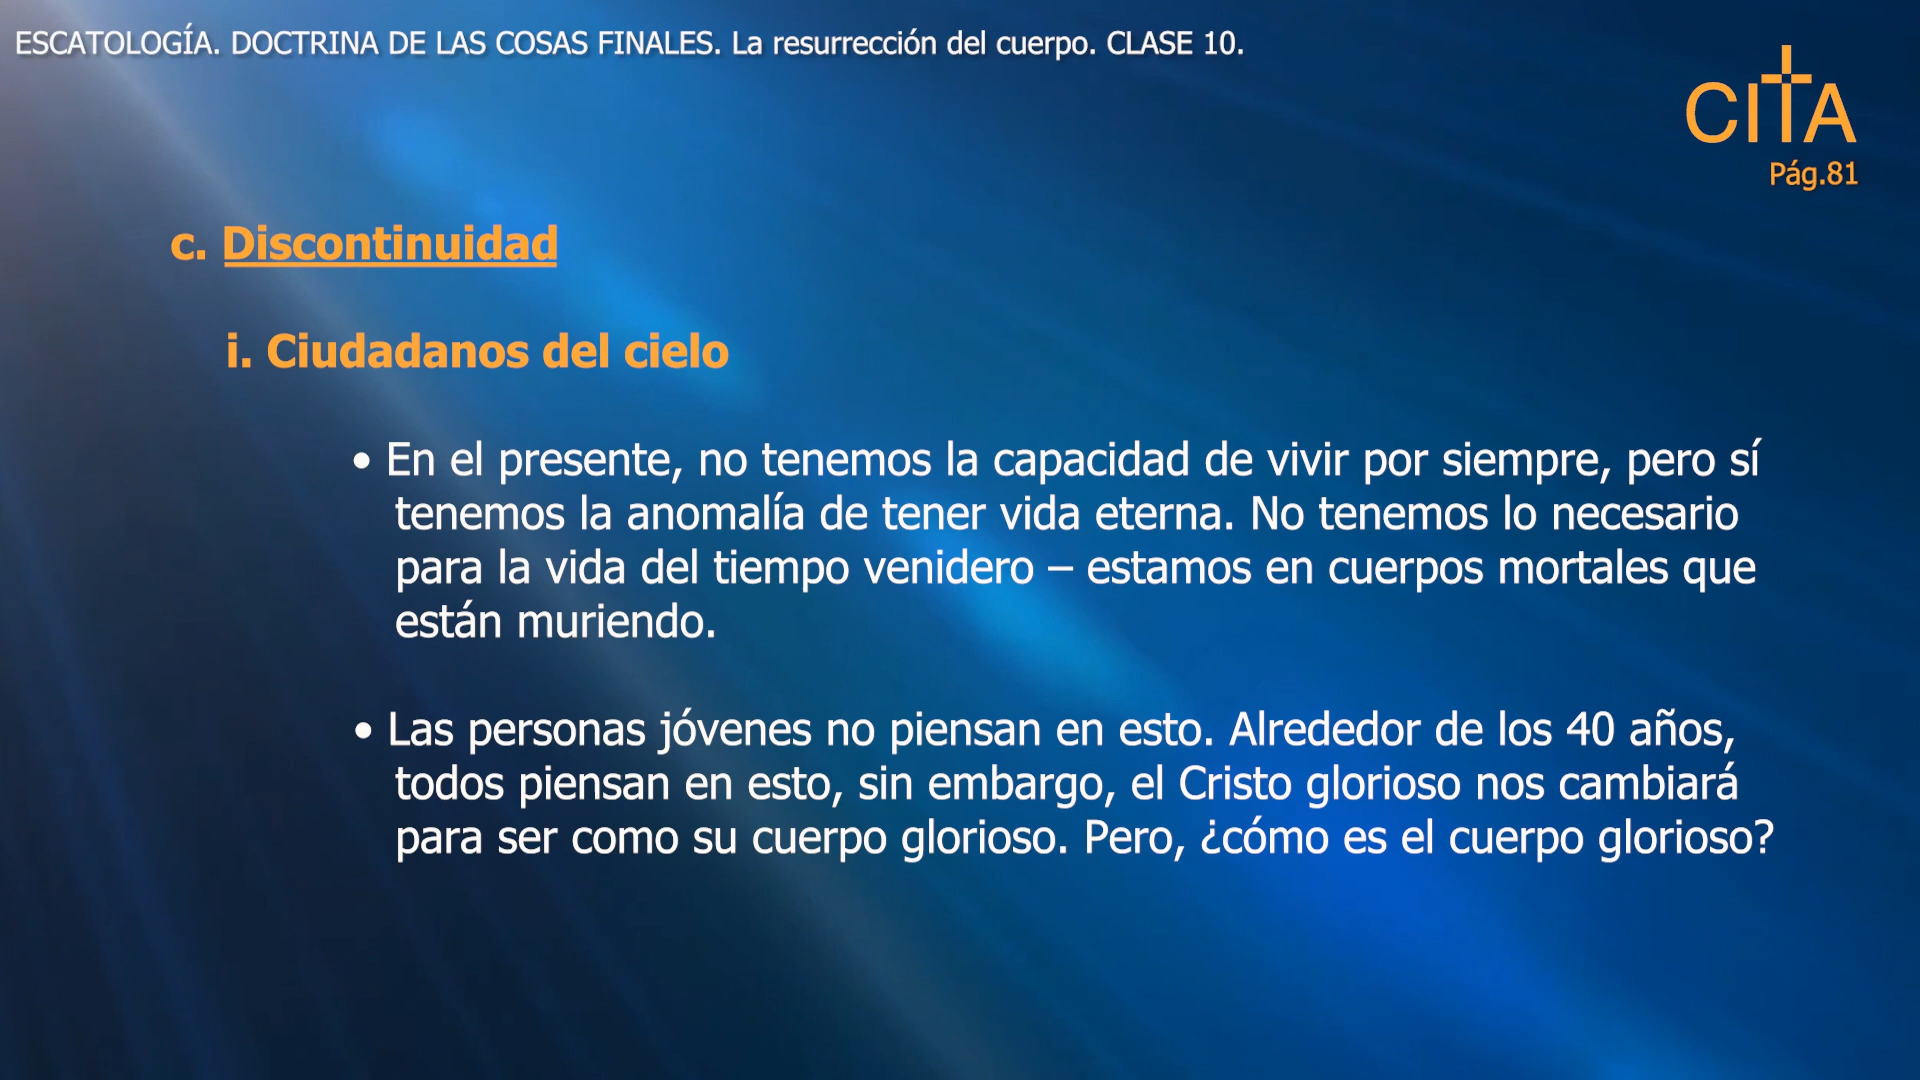 ESCATOLOGÍA. DOCTRINA DE LAS COSAS FINALES. La resurrección del cuerpo. CLASE 10.
CITA
Pág.81
c. Discontinuidad
i. Ciudadanos del cielo
• En el presente, no tenemos la capacidad de vivir por siempre, pero sí
tenemos la anomalía de tener vida eterna. No tenemos lo necesario
para la vida del tiempo venidero – estamos en cuerpos mortales que
están muriendo.
• Las personas jóvenes no piensan en esto. Alrededor de los 40 años,
todos piensan en esto, sin embargo, el Cristo glorioso nos cambiará
para ser como su cuerpo glorioso. Pero, ¿cómo es el cuerpo glorioso?